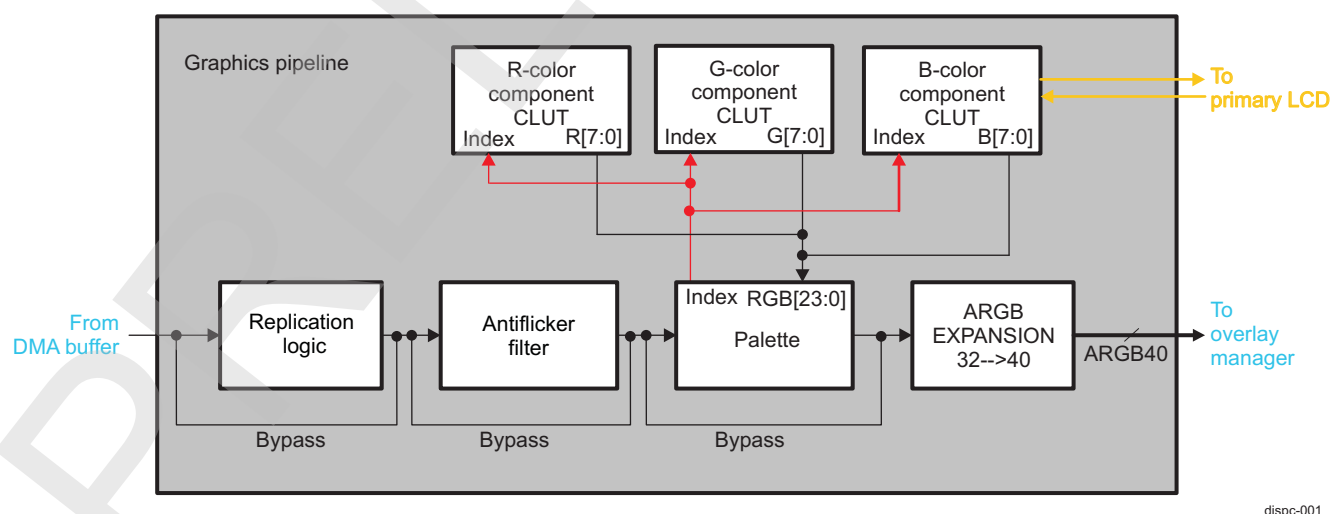 Graphics pipeline
R-color
component
CLUT
Index R[7:0]
G-color
component
CLUT
Index G[7:0]
B-color
component
CLUT
Index B[7:0]
To
primary LCD
From
DMA buffer
Replication
logic
Antiflicker
filter
Index RGB[23:0]
Palette
ARGB
EXPANSION
32-->40
ARGB40
To
overlay
manager
Bypass
Bypass
Bypass
dispc-001